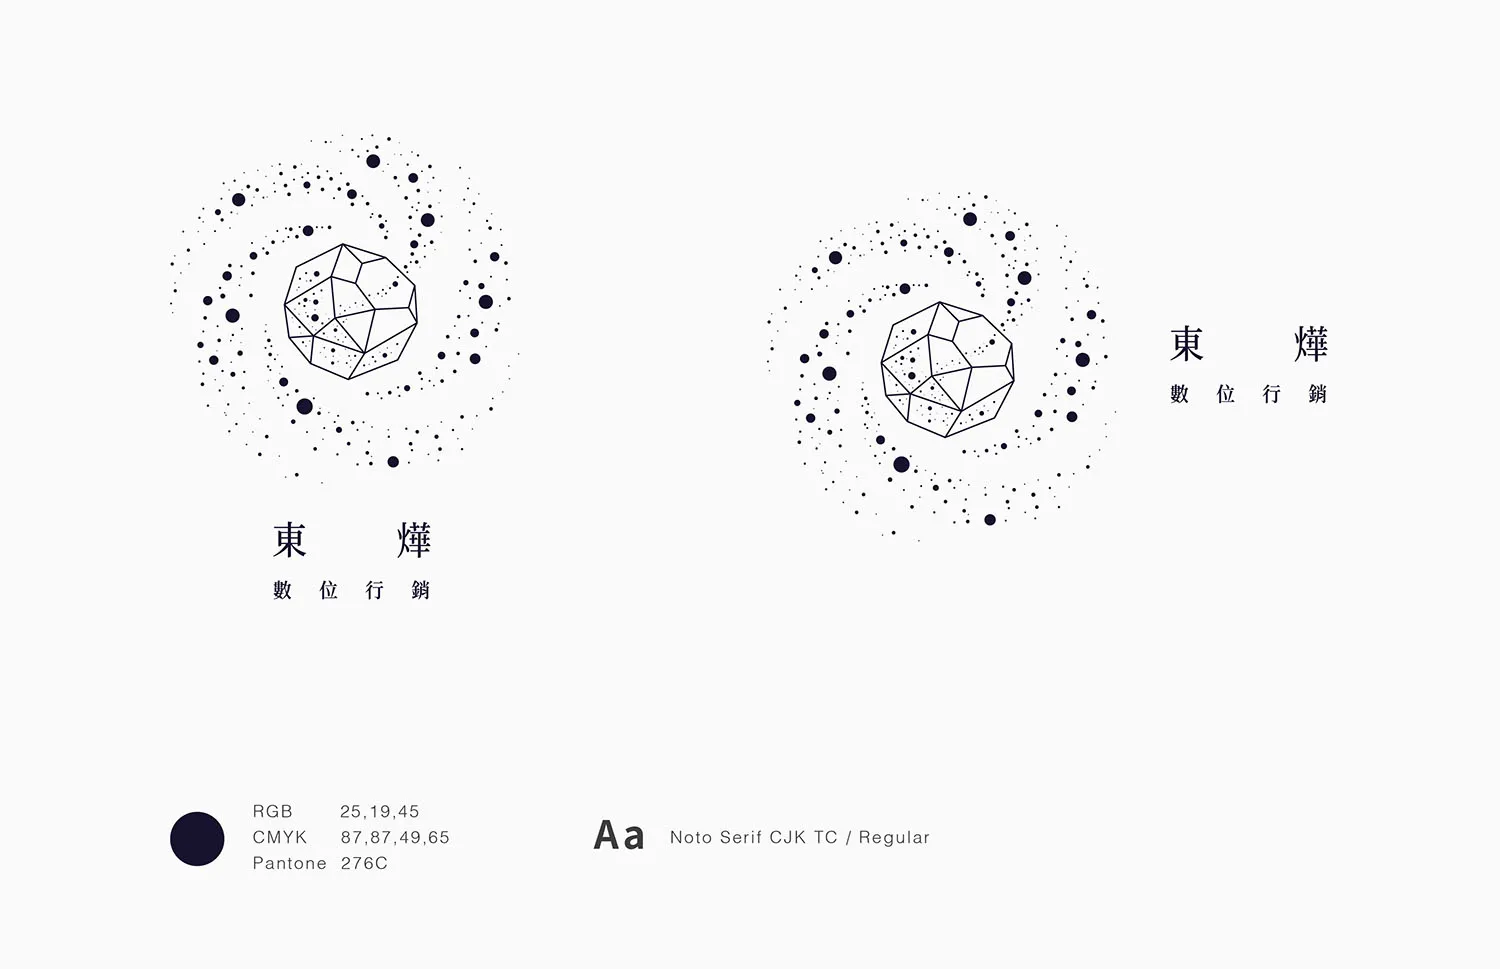 東燁
數位行銷
東燁
數位行銷
RGB 25,19,45
CMYK 87,87,49,65
Pantone 276C
Aa Noto Serif CJK TC / Regular